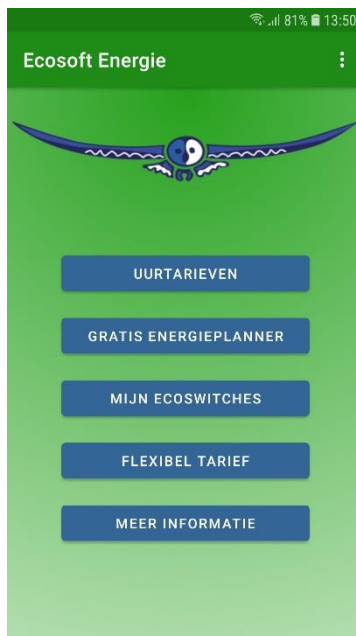 81% 13:50
Ecosoft Energie
UURTARIEVEN
GRATIS ENERGIEPLANNER
MIJN ECOSWITCHES
FLEXIBEL TARIEF
MEER INFORMATIE